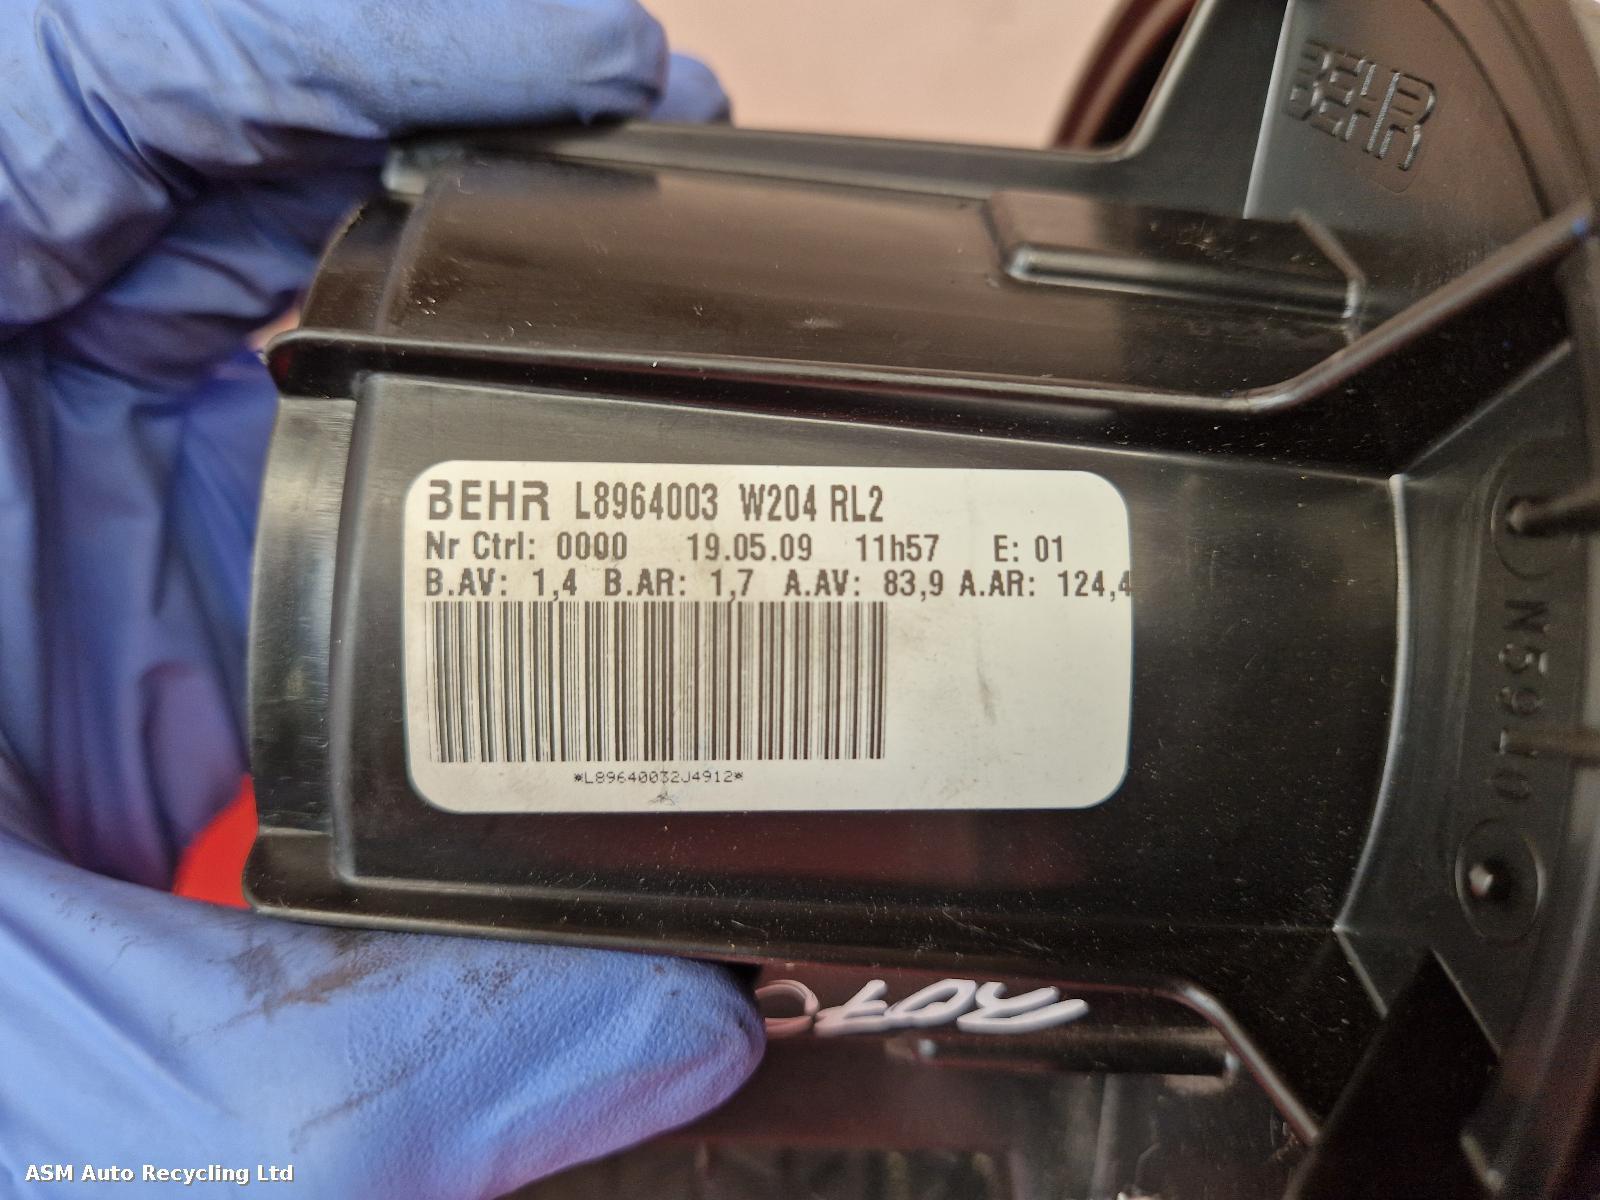 BEHR
BEHR L8964003 W204 RL2
Nr Ctrl: 0000 19.05.09 11h57 E: 01
B.AV: 1,4 B.AR: 1,7 A.AV: 83,9 A.AR: 124,4
*L89640032J4912*
ASM Auto Recycling Ltd